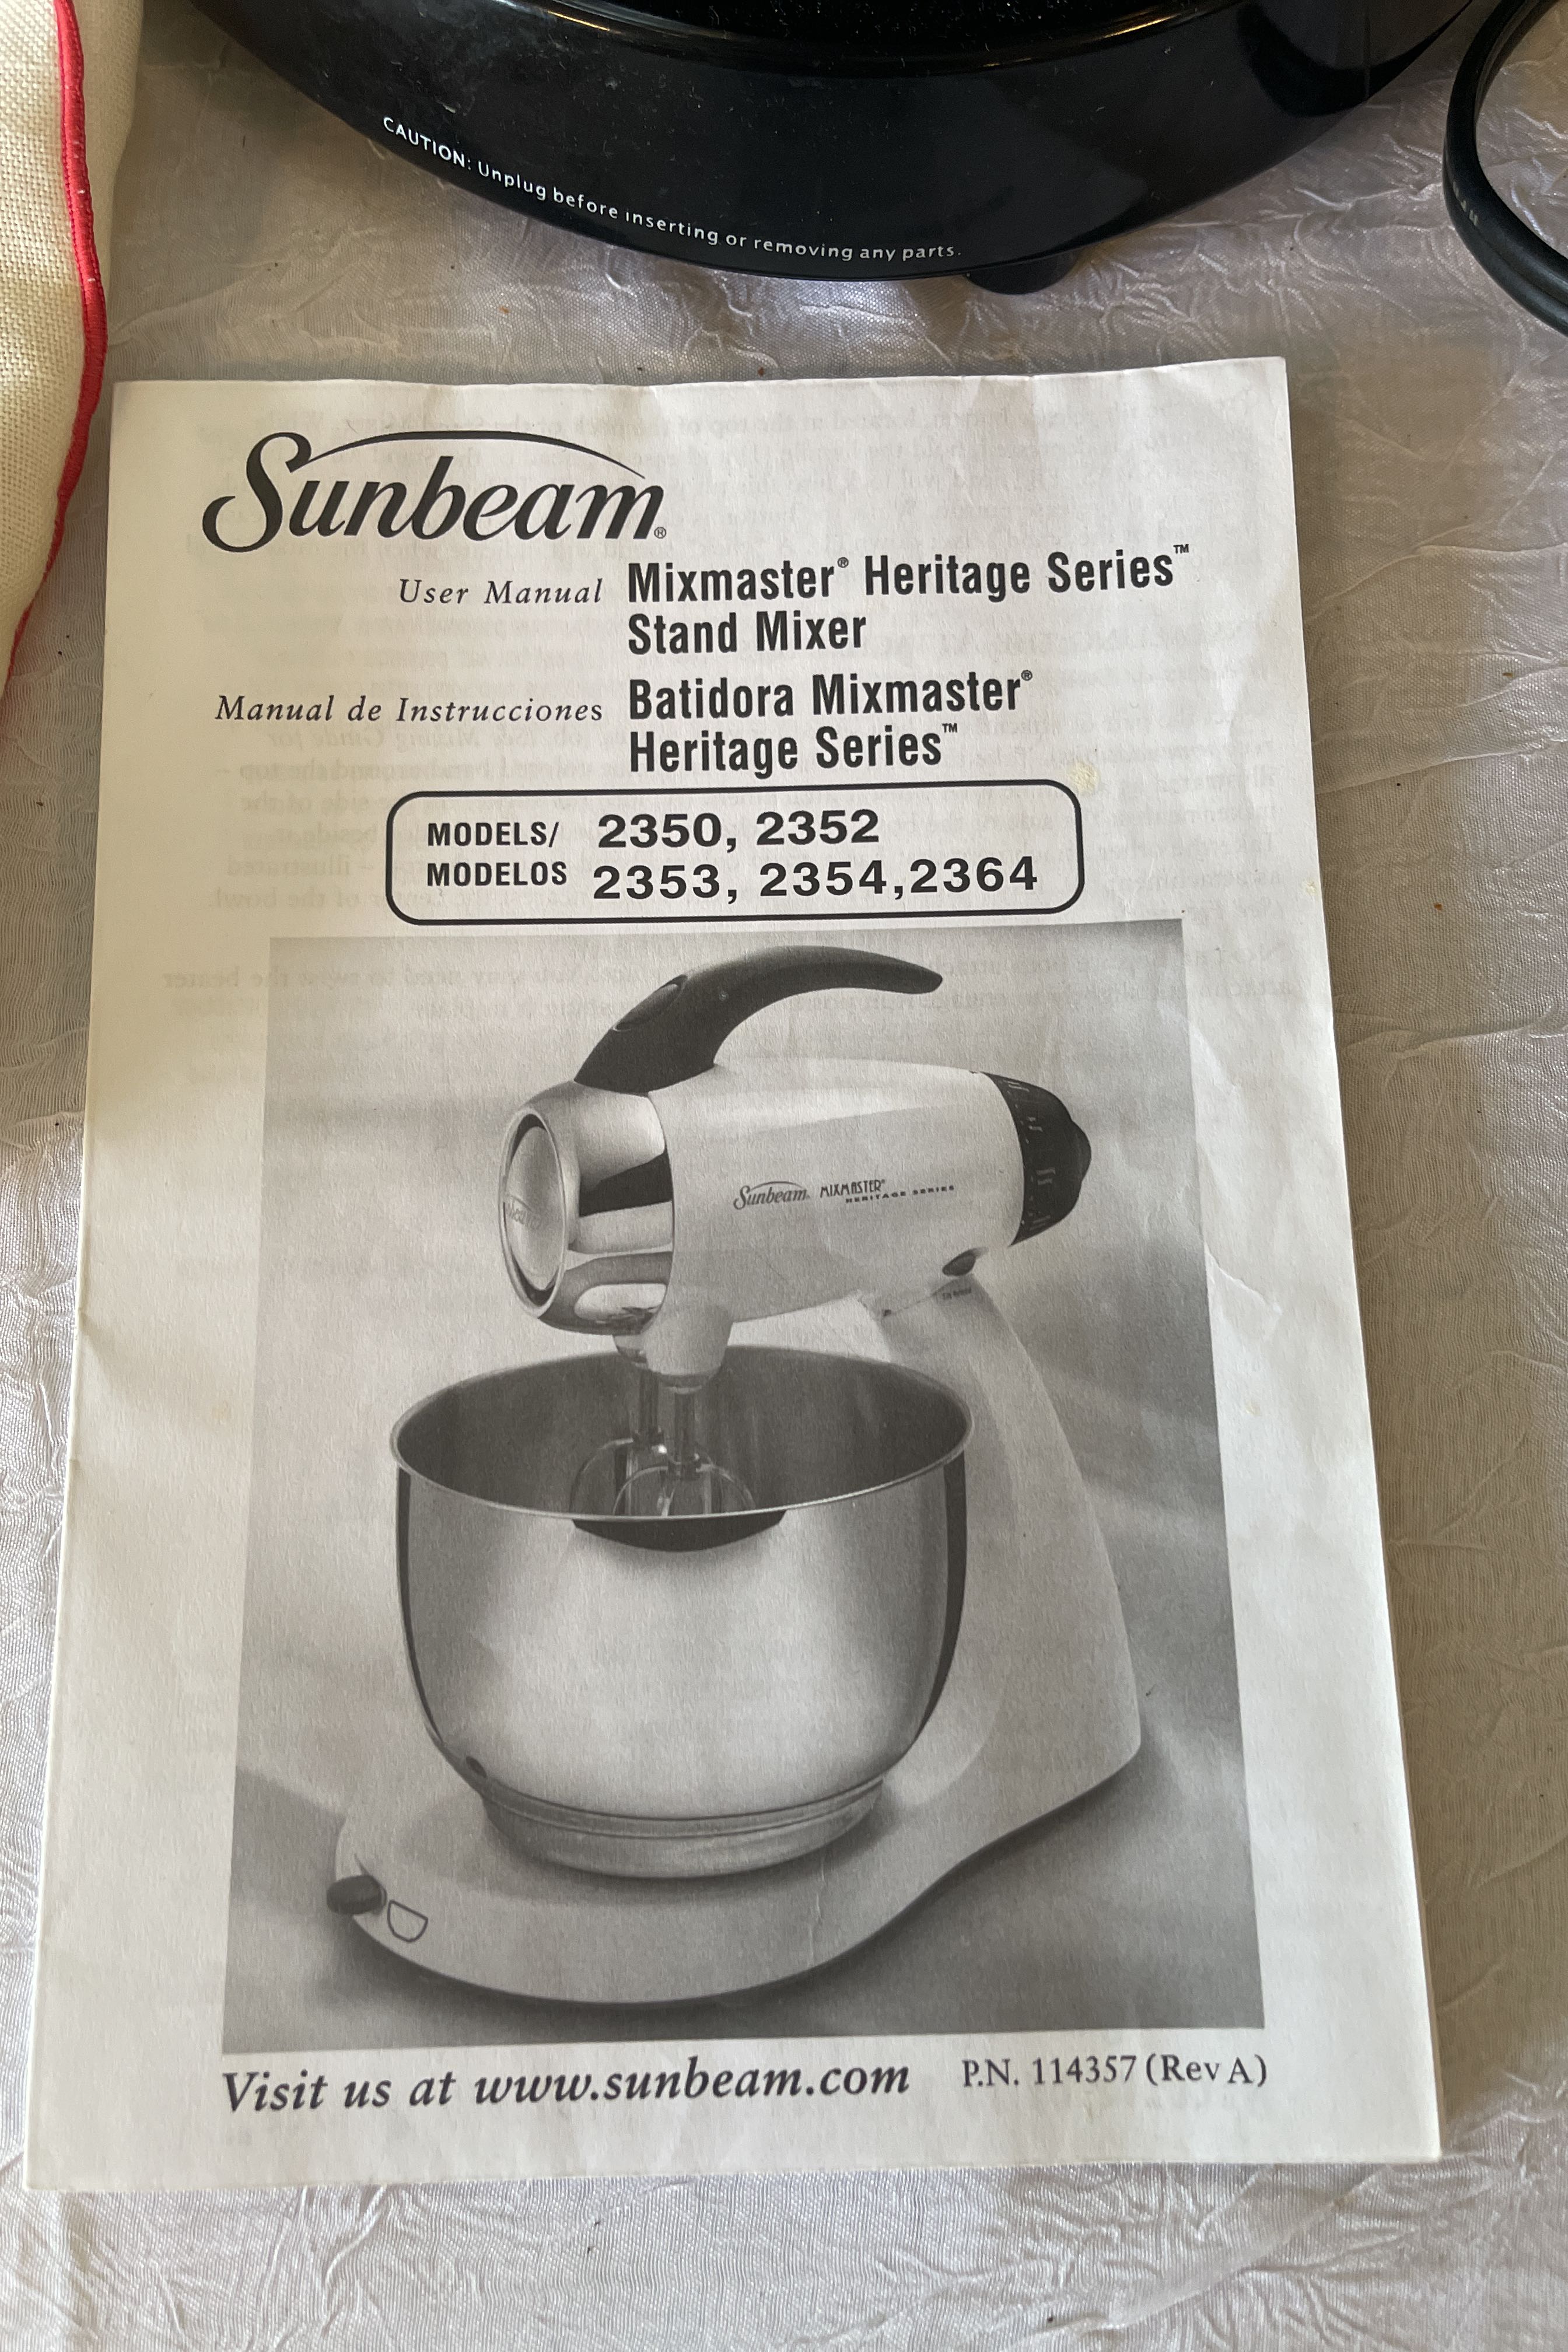 CAUTION: Unplug before inserting or removing any parts.
Sunbeam®
User Manual Mixmaster® Heritage Series™
Stand Mixer
Manual de Instrucciones Batidora Mixmaster®
Heritage Series™
MODELS/ 2350, 2352
MODELOS 2353, 2354,2364
Sunbeam. MIXMASTER®
HERITAGE SERIES
Visit us at www.sunbeam.com P.N. 114357 (Rev A)